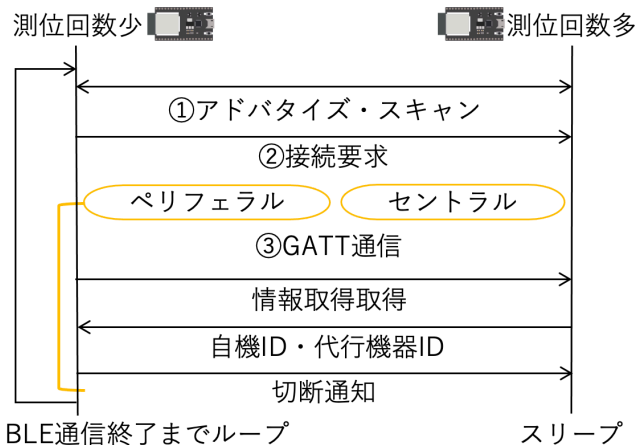 測位回数少
測位回数多
①アドバタイズ・スキャン
②接続要求
ペリフェラル
セントラル
③GATT通信
情報取得取得
自機ID・代行機器ID
切断通知
BLE通信終了までループ
スリープ